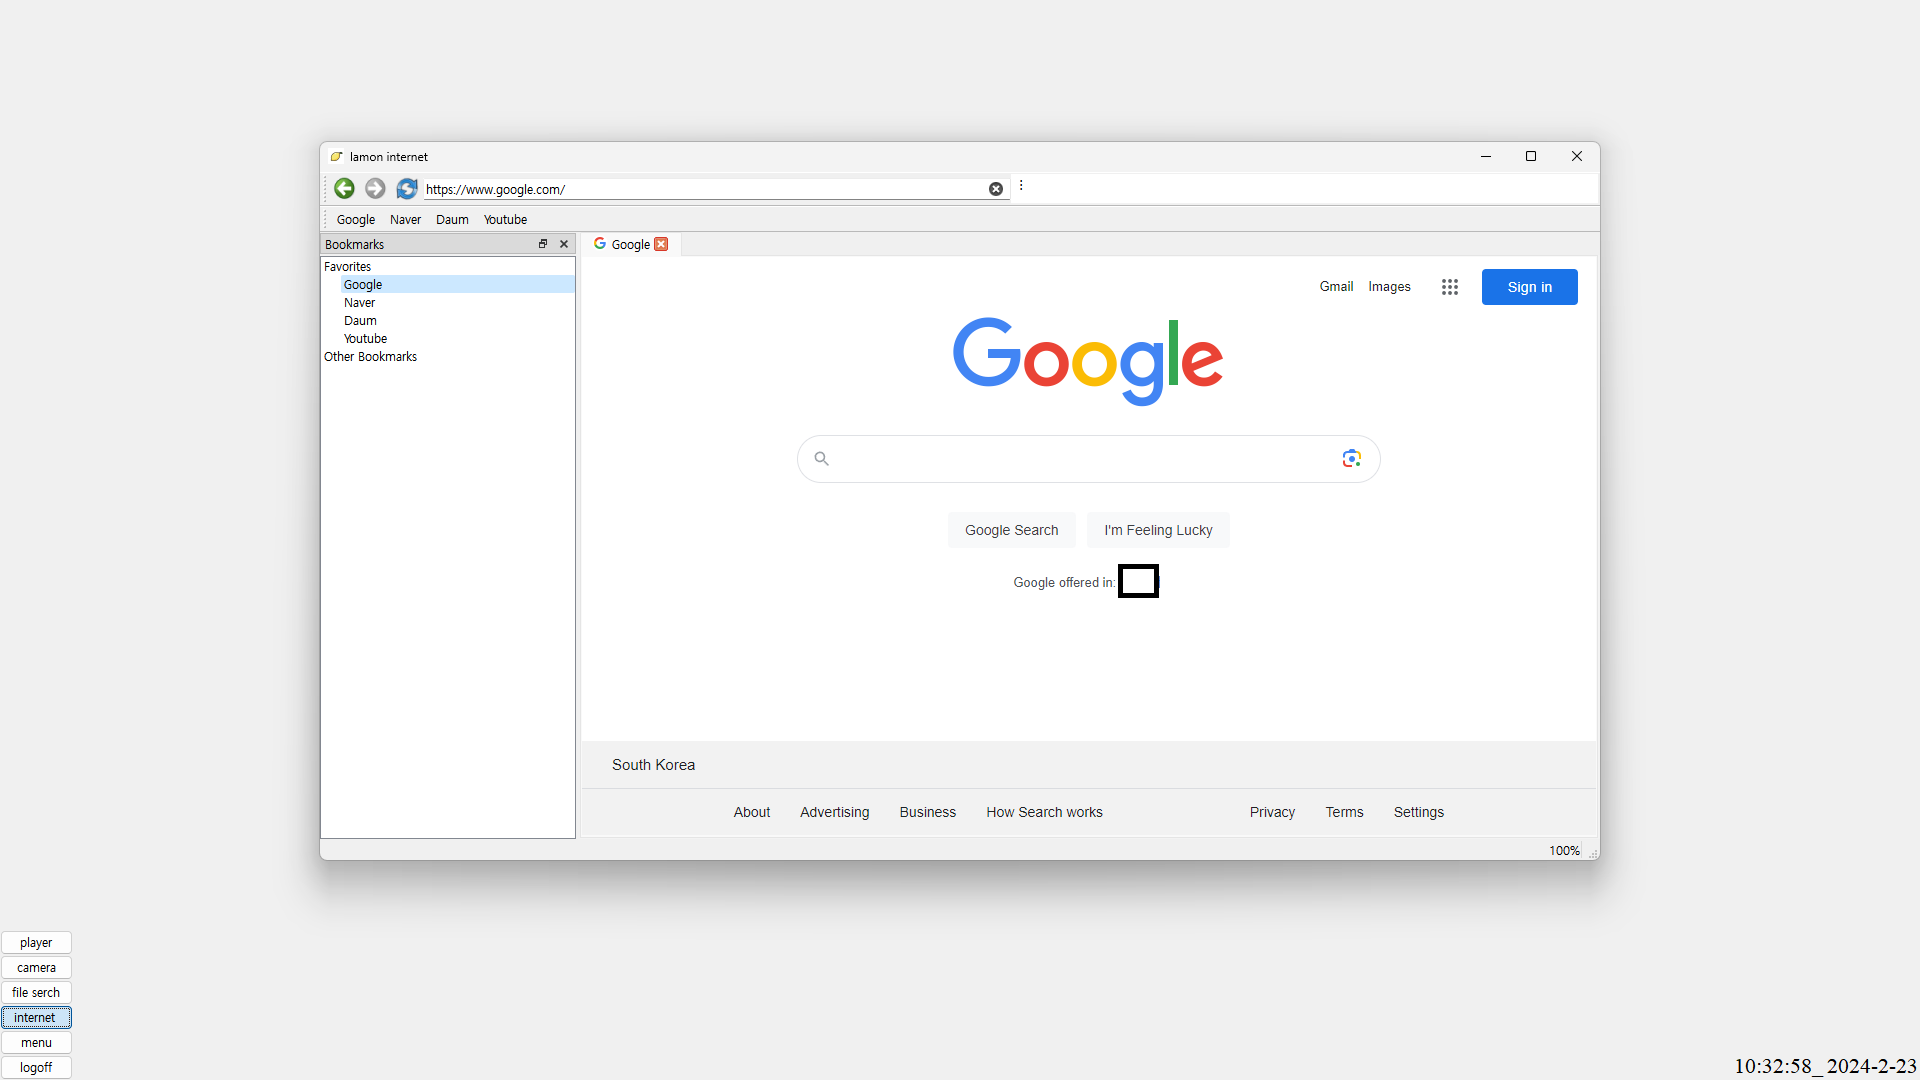 lamon internet
https://www.google.com/
Google Naver Daum Youtube
Bookmarks
Google
Favorites
Google
Naver
Daum
Youtube
Other Bookmarks
Gmail Images Sign in
Google
Google Search I'm Feeling Lucky
Google offered in:
South Korea
About Advertising Business How Search works Privacy Terms Settings
100%
player
camera
file serch
internet
menu
logoff
10:32:58_ 2024-2-23